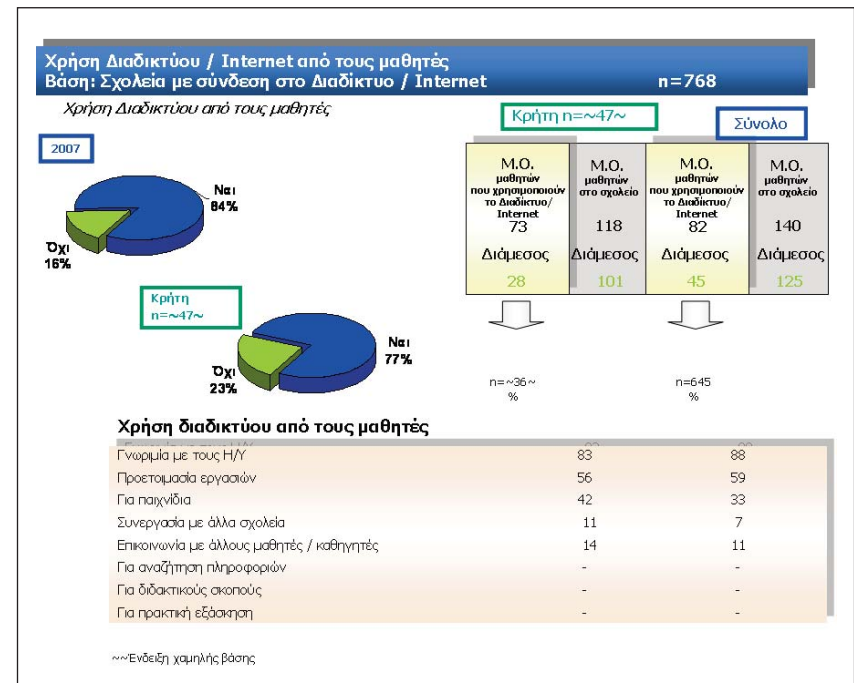 Χρήση Διαδικτύου / Internet από τους μαθητές
Βάση: Σχολεία με σύνδεση στο Διαδίκτυο / Internet n=768
Χρήση Διαδικτύου από τους μαθητές
Κρήτη n=~47~
Σύνολο
2007
Ναι
84%
Όχι
16%
Κρήτη
n=~47~
Ναι
77%
Όχι
23%
Μ.Ο.
μαθητών
που χρησιμοποιούν
το Διαδίκτυο/
Internet
73
Διάμεσος
28
Μ.Ο.
μαθητών
στο σχολείο
118
Διάμεσος
101
Μ.Ο.
μαθητών
που χρησιμοποιούν
το Διαδίκτυο/
Internet
82
Διάμεσος
45
Μ.Ο.
μαθητών
στο σχολείο
140
Διάμεσος
125
n=~36~
%
n=645
%
Χρήση διαδικτύου από τους μαθητές
Γνωριμία με τους Η/Υ 83 88
Προετοιμασία εργασιών 56 59
Για παιχνίδια 42 33
Συνεργασία με άλλα σχολεία 11 7
Επικοινωνία με άλλους μαθητές / καθηγητές 14 11
Για αναζήτηση πληροφοριών - -
Για διδακτικούς σκοπούς - -
Για πρακτική εξάσκηση - -
~~Ένδειξη χαμηλής βάσης